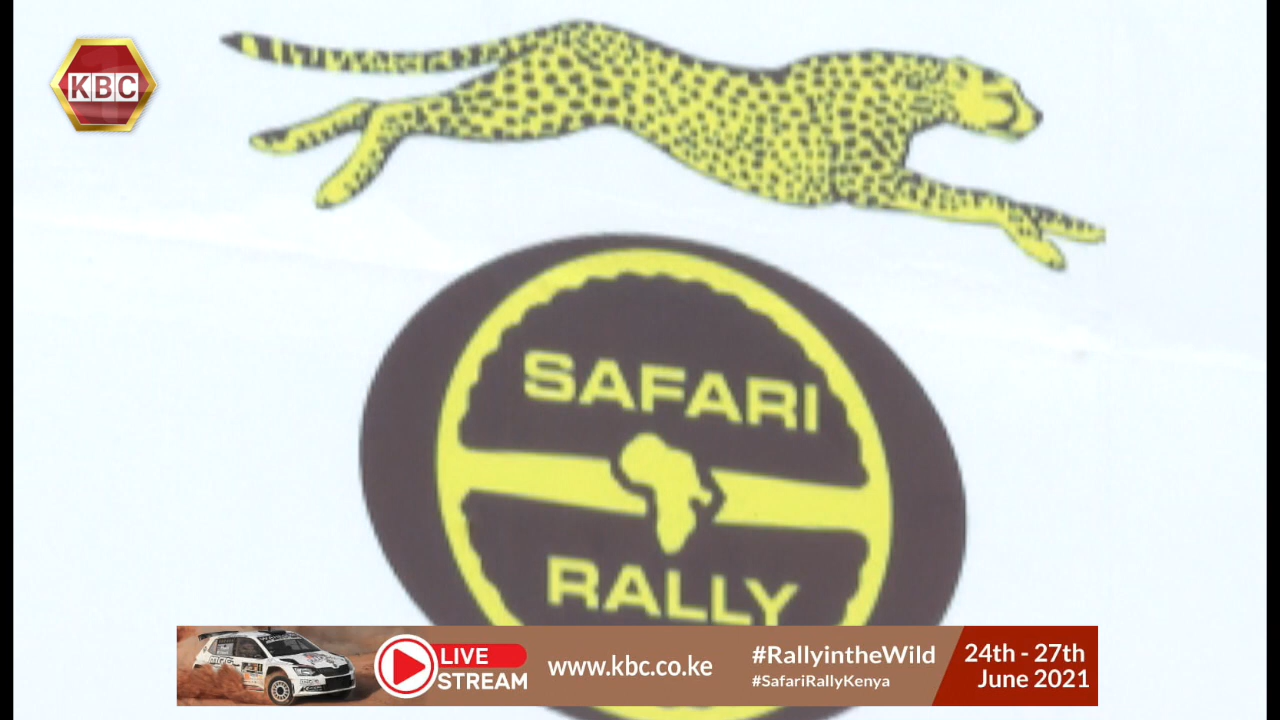 KBC
SAFARI
RALLY
LIVE
STREAM
www.kbc.co.ke
#RallyintheWild
#SafariRallyKenya
24th - 27th
June 2021